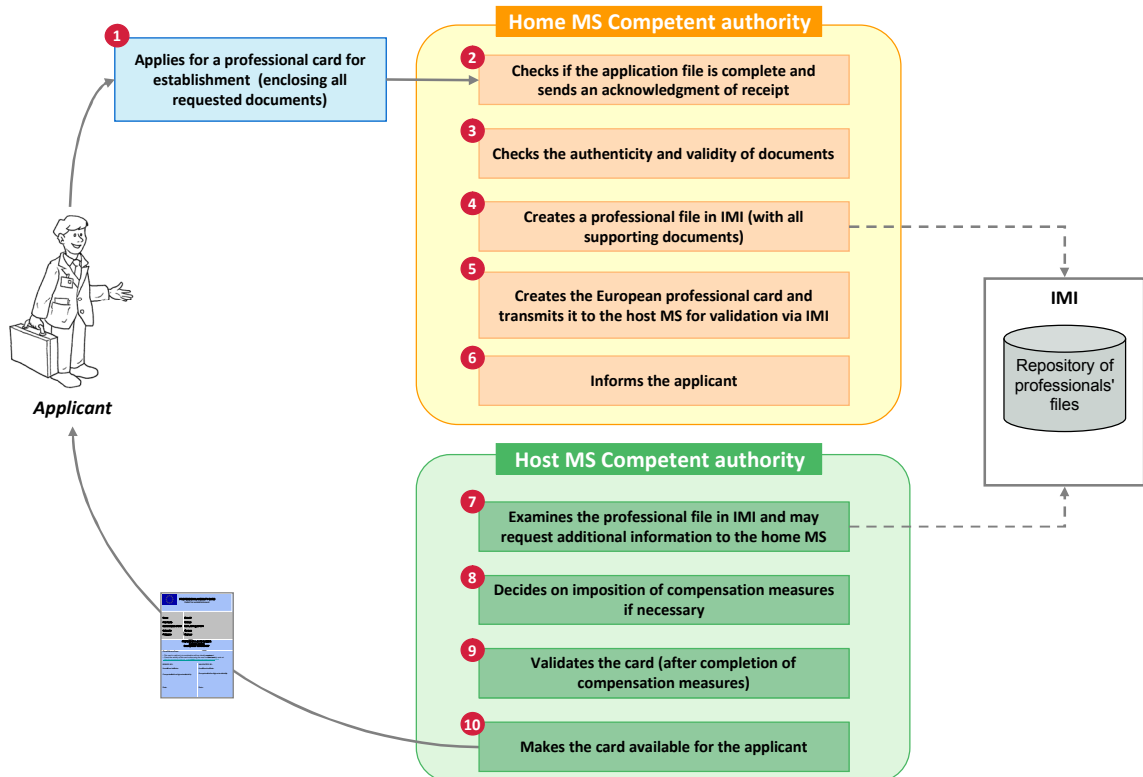 Home MS Competent authority
1
Applies for a professional card for
establishment (enclosing all
requested documents)
2
Checks if the application file is complete and
sends an acknowledgment of receipt
3
Checks the authenticity and validity of documents
4
Creates a professional file in IMI (with all
supporting documents)
5
Creates the European professional card and
transmits it to the host MS for validation via IMI
6
Informs the applicant
IMI
Repository of
professionals'
files
Applicant
Host MS Competent authority
7
Examines the professional file in IMI and may
request additional information to the home MS
8
Decides on imposition of compensation measures
if necessary
9
Validates the card (after completion of
compensation measures)
10
Makes the card available for the applicant